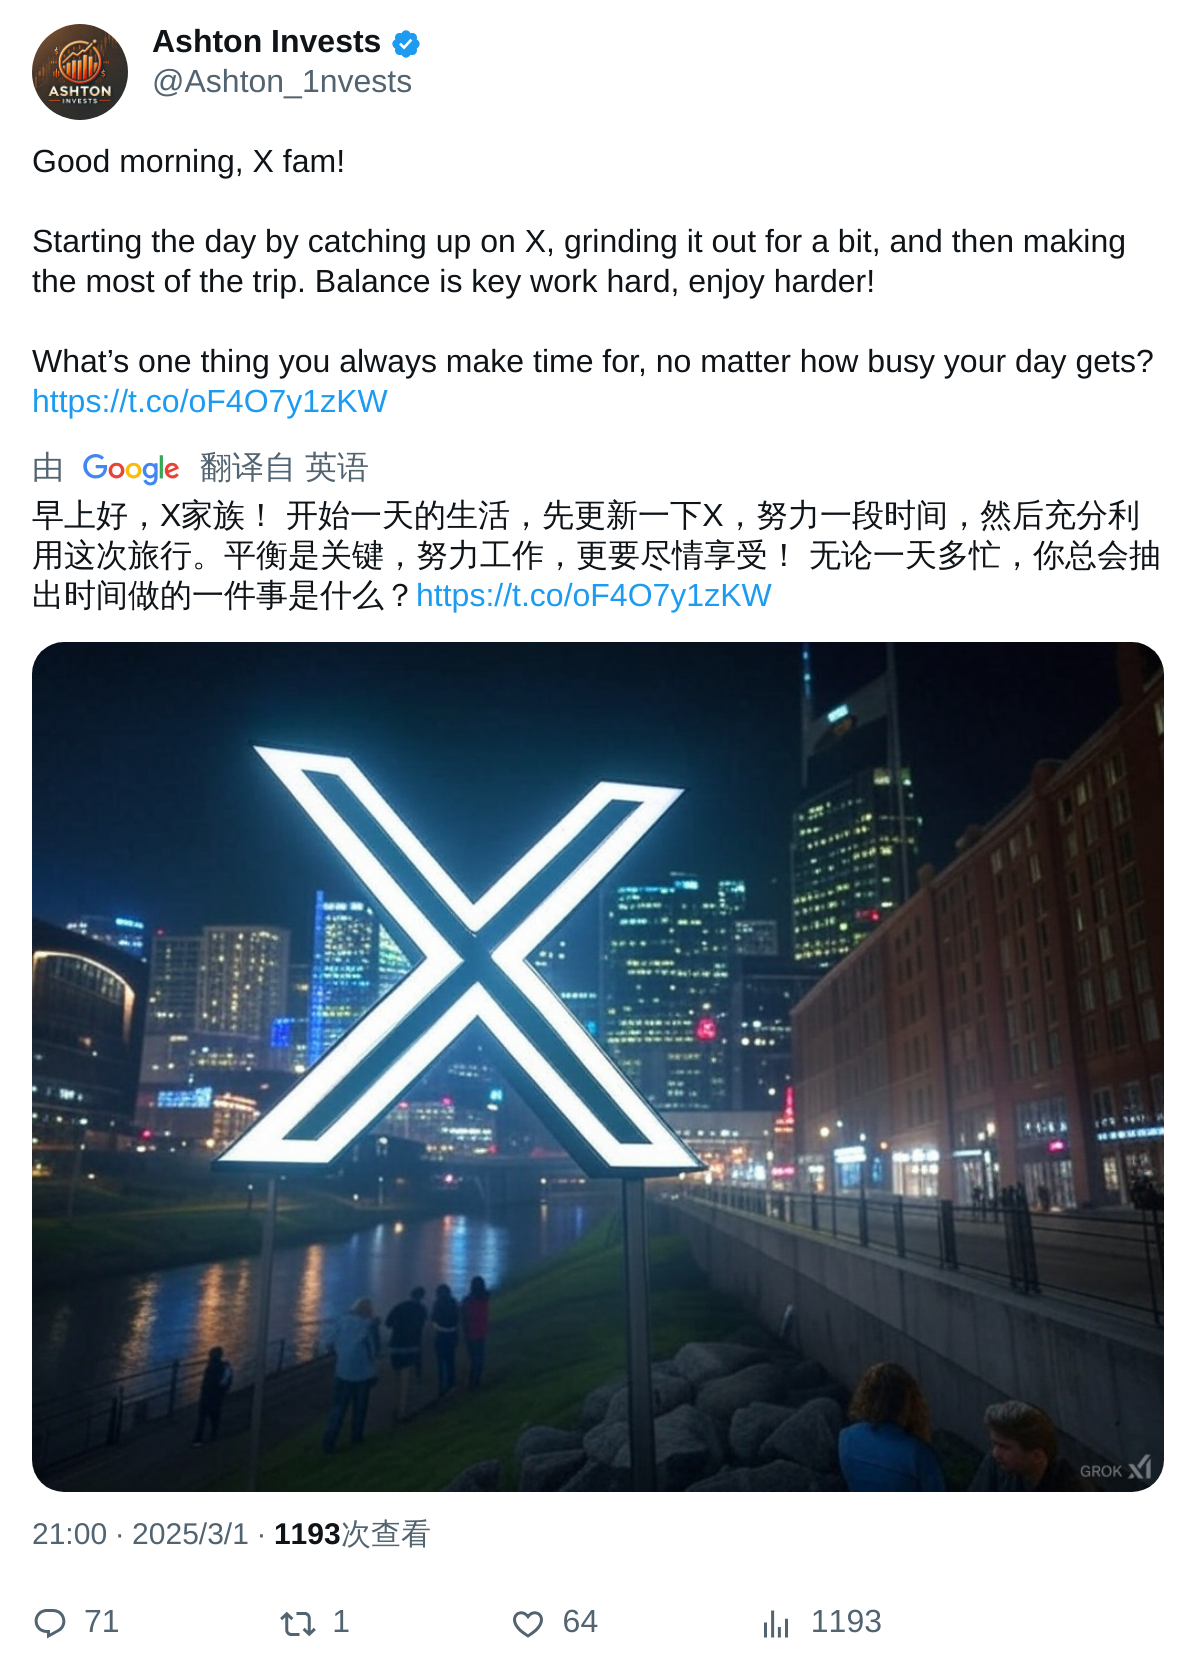 ASHTON
INVESTS
Ashton Invests
@Ashton_1nvests
Good morning, X fam!
Starting the day by catching up on X, grinding it out for a bit, and then making
the most of the trip. Balance is key work hard, enjoy harder!
What’s one thing you always make time for, no matter how busy your day gets?
https://t.co/oF4O7y1zKW
由 Google 翻译自 英语
早上好，X家族！ 开始一天的生活，先更新一下X，努力一段时间，然后充分利
用这次旅行。平衡是关键，努力工作，更要尽情享受！ 无论一天多忙，你总会抽
出时间做的一件事是什么？https://t.co/oF4O7y1zKW
X
GROK
21:00 · 2025/3/1 · 1193次查看
71 1 64 1193